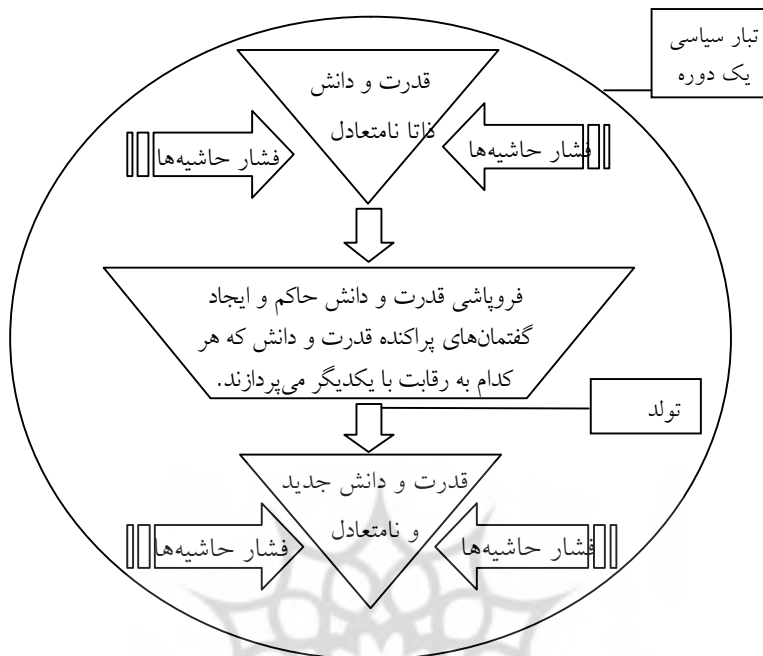 تبار سیاسی
یک دوره
قدرت و دانش
ذاتا نامتعادل
فشار حاشیه‌ها
فشار حاشیه‌ها
فروپاشی قدرت و دانش حاکم و ایجاد
گفتمان‌های پراکنده قدرت و دانش که هر
کدام به رقابت با یکدیگر می‌پردازند.
تولد
قدرت و دانش جدید
و نامتعادل
فشار حاشیه‌ها
فشار حاشیه‌ها